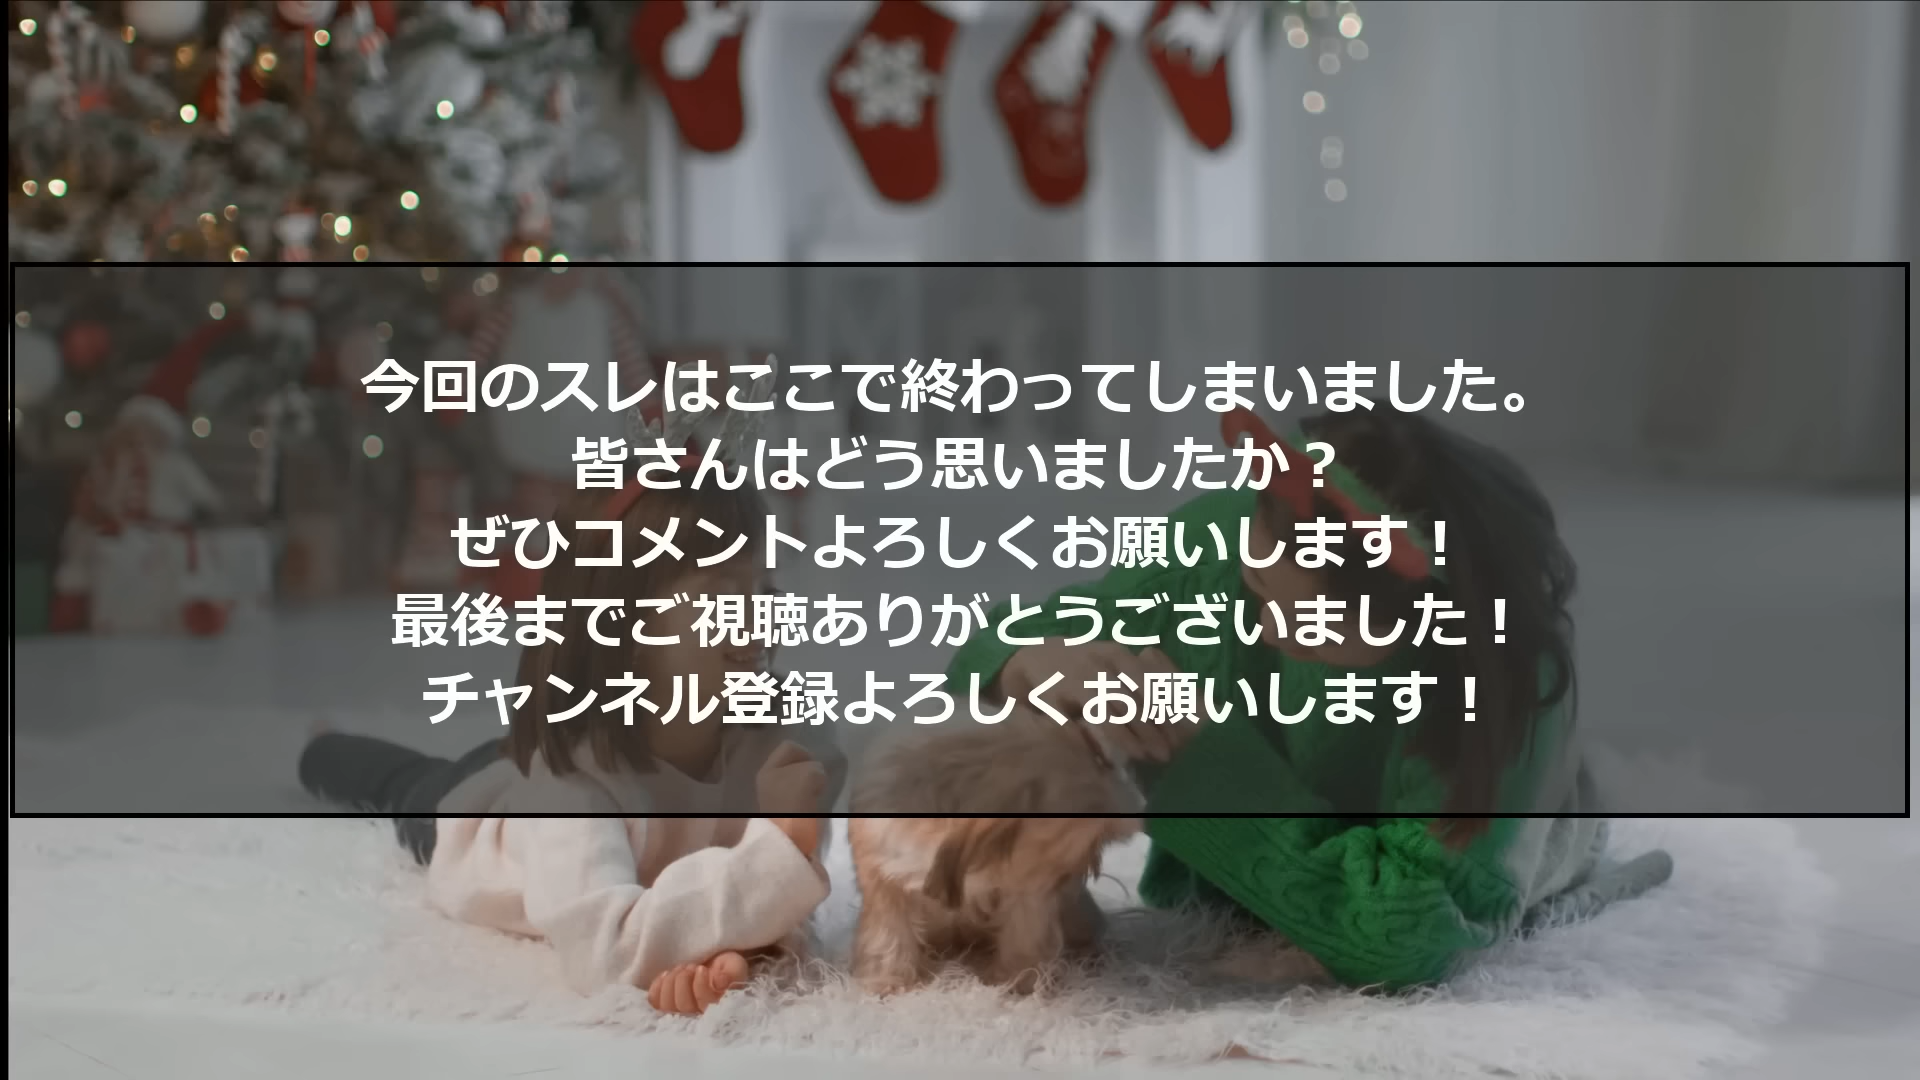 今回のスレはここで終わってしまいました。
皆さんはどう思いましたか？
ぜひコメントよろしくお願いします！
最後までご視聴ありがとうございました！
チャンネル登録よろしくお願いします！